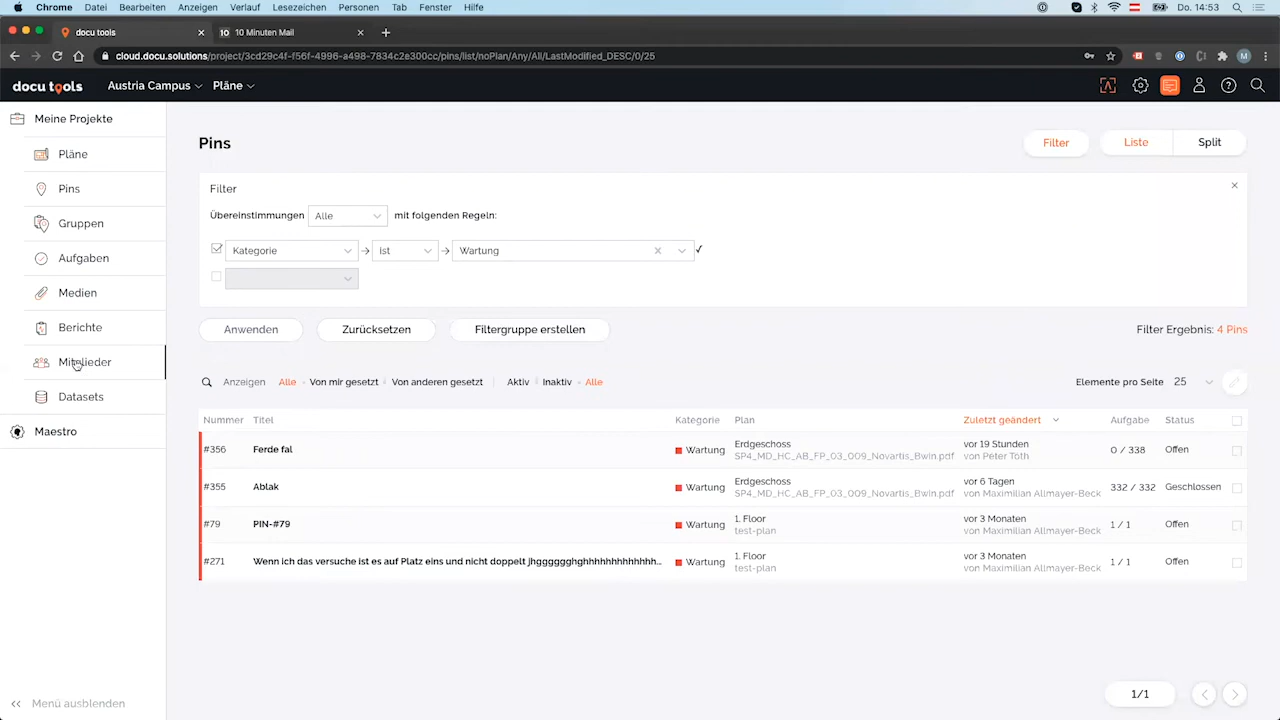 Chrome Datei Bearbeiten Anzeigen Verlauf Lesezeichen Personen Tab Fenster Hilfe Do. 14:53
docu tools 10 10 Minuten Mail
cloud.docu.solutions/project/3cd29c4f-f56f-4996-a498-7834c2e300cc/pins/list/noPlan/Any/All/LastModified_DESC/0/25 M
docu tools Austria Campus Pläne
Meine Projekte
Pläne
Pins
Gruppen
Aufgaben
Medien
Berichte
Mitglieder
Datasets
Maestro
Menü ausblenden
Pins Filter Liste Split
Filter
Übereinstimmungen Alle mit folgenden Regeln:
Kategorie ist Wartung
Anwenden Zurücksetzen Filtergruppe erstellen Filter Ergebnis: 4 Pins
Anzeigen Alle Von mir gesetzt Von anderen gesetzt Aktiv Inaktiv Alle Elemente pro Seite 25
Nummer Titel Kategorie Plan Zuletzt geändert Aufgabe Status
#356 Ferde fal Wartung Erdgeschoss vor 19 Stunden 0 / 338 Offen
SP4_MD_HC_AB_FP_03_009_Novartis_Bwin.pdf von Peter Toth
#355 Ablak Wartung Erdgeschoss vor 6 Tagen 332 / 332 Geschlossen
SP4_MD_HC_AB_FP_03_009_Novartis_Bwin.pdf von Maximilian Allmayer-Beck
#79 PIN-#79 Wartung 1. Floor vor 3 Monaten 1 / 1 Offen
test-plan von Maximilian Allmayer-Beck
#271 Wenn ich das versuche ist es auf Platz eins und nicht doppelt jhgggggghghhhhhhhhhhhhh... Wartung 1. Floor vor 3 Monaten 1 / 1 Offen
test-plan von Maximilian Allmayer-Beck
1/1